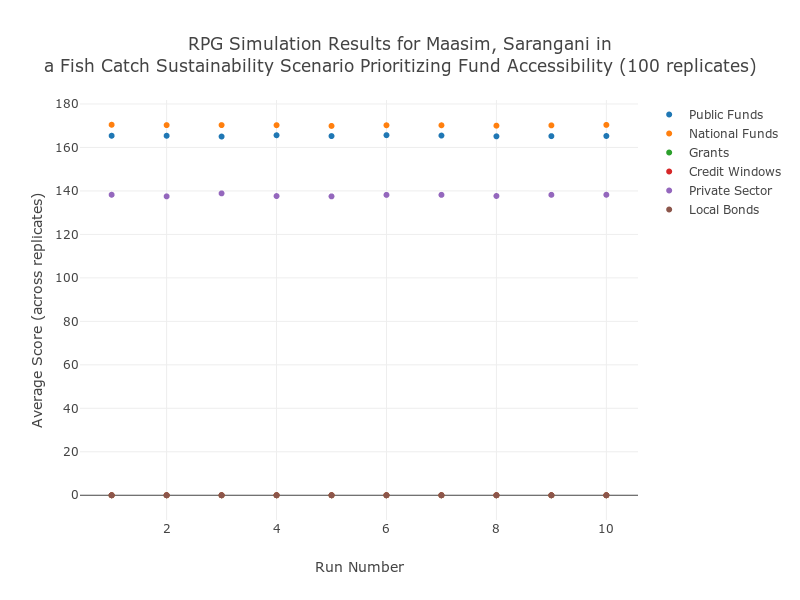 RPG Simulation Results for Maasim, Sarangani in
a Fish Catch Sustainability Scenario Prioritizing Fund Accessibility (100 replicates)
180
160
140
120
100
80
60
40
20
0
Average Score (across replicates)
2
4
6
8
10
Run Number
Public Funds
National Funds
Grants
Credit Windows
Private Sector
Local Bonds